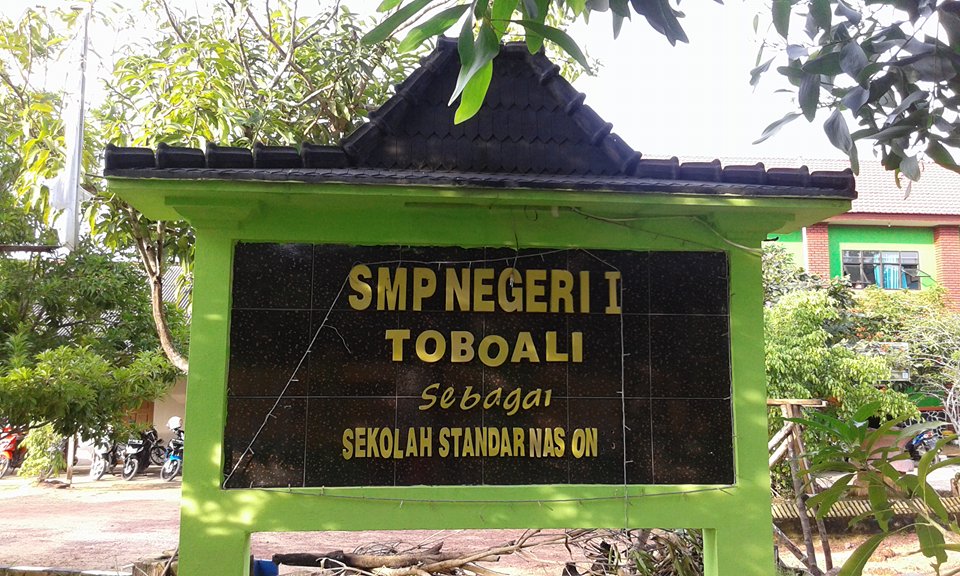 SMP NEGERI I
TOBOALI
Sebagai
SEKOLAH STANDAR NAS ON